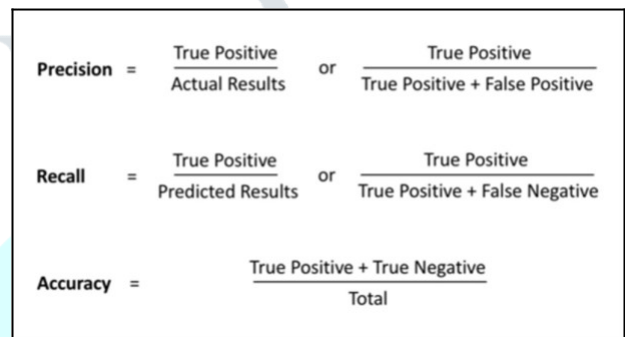 Precision = True Positive / Actual Results or True Positive / True Positive + False Positive
Recall = True Positive / Predicted Results or True Positive / True Positive + False Negative
Accuracy = True Positive + True Negative / Total